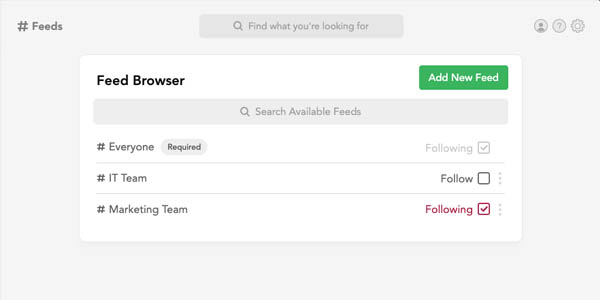 # Feeds
Find what you're looking for
Feed Browser
Add New Feed
Search Available Feeds
# Everyone Required Following
# IT Team Follow
# Marketing Team Following